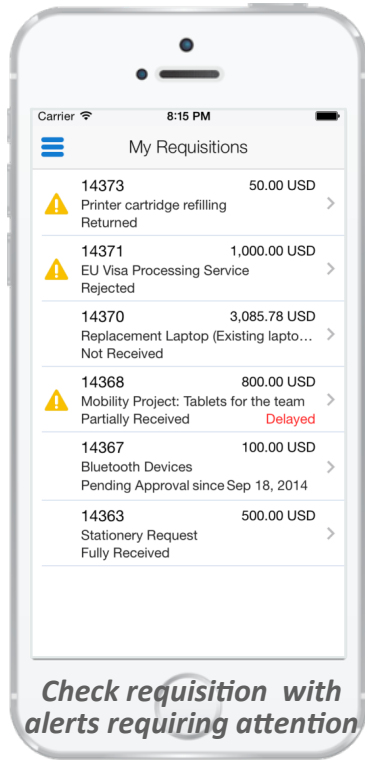 Carrier 8:15 PM
My Requisitions
14373 50.00 USD
Printer cartridge refilling
Returned
14371 1,000.00 USD
EU Visa Processing Service
Rejected
14370 3,085.78 USD
Replacement Laptop (Existing lapto...
Not Received
14368 800.00 USD
Mobility Project: Tablets for the team
Partially Received Delayed
14367 100.00 USD
Bluetooth Devices
Pending Approval since Sep 18, 2014
14363 500.00 USD
Stationery Request
Fully Received
Check requisition with
alerts requiring attention